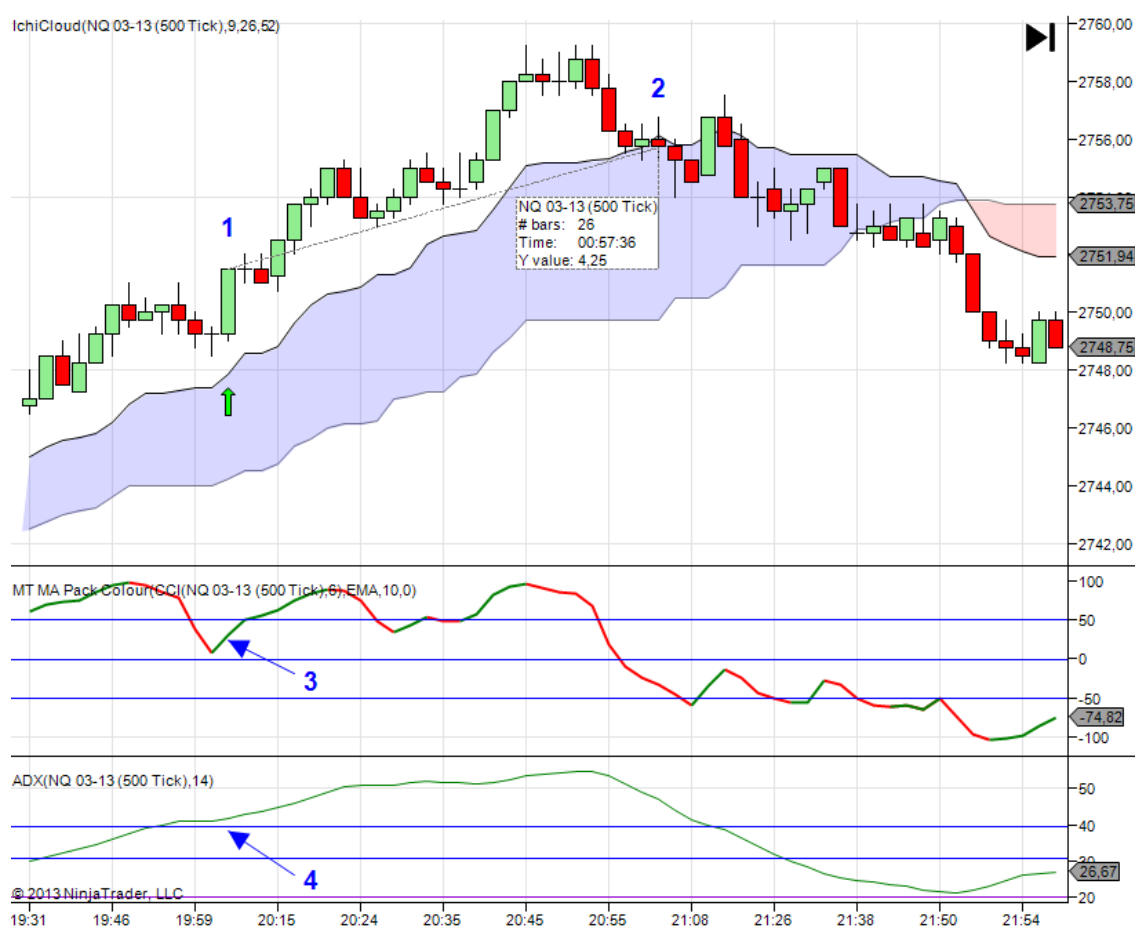 IchiCloud(NQ 03-13 (500 Tick),9,26,52)
2760,00
2758,00
2756,00
2753,75
2751,94
2750,00
2748,75
2748,00
2746,00
2744,00
2742,00
1
2
NQ 03-13 (500 Tick)
# bars: 26
Time: 00:57:36
Y value: 4,25
MT MA Pack Colour(CCI(NQ 03-13 (500 Tick),6),EMA,10,0)
100
50
0
-50
-74,82
-100
3
ADX(NQ 03-13 (500 Tick),14)
50
40
30
26,67
20
4
© 2013 NinjaTrader, LLC
19:31 19:46 19:59 20:15 20:24 20:35 20:45 20:55 21:08 21:26 21:38 21:50 21:54